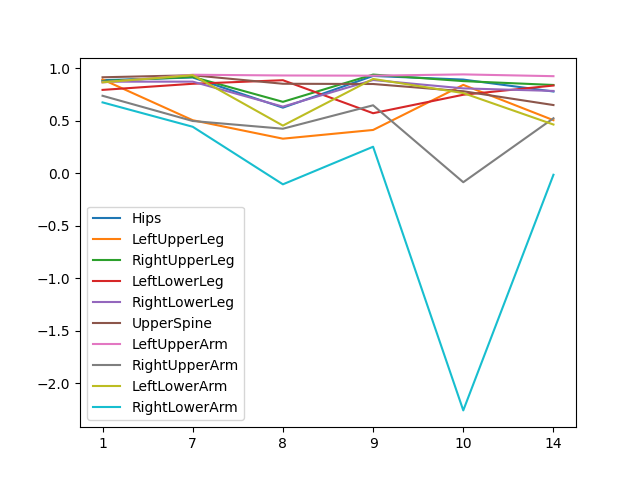 1.0
0.5
0.0
−0.5
−1.0
−1.5
−2.0
Hips
LeftUpperLeg
RightUpperLeg
LeftLowerLeg
RightLowerLeg
UpperSpine
LeftUpperArm
RightUpperArm
LeftLowerArm
RightLowerArm
1 7 8 9 10 14